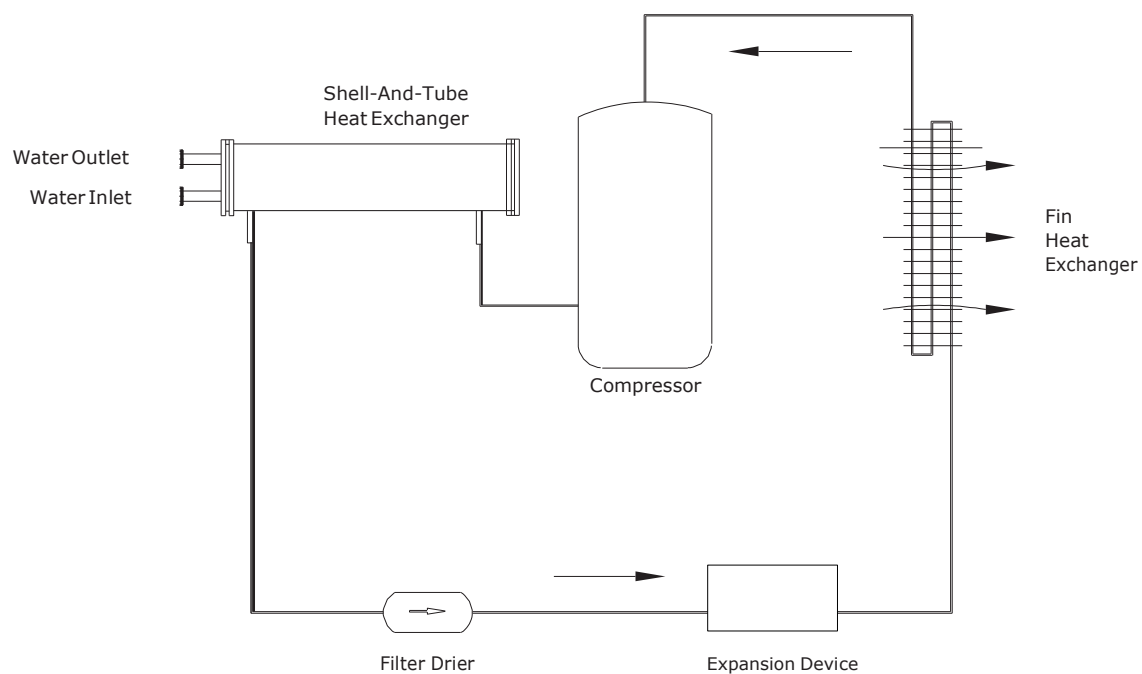 Shell-And-Tube
Heat Exchanger
Water Outlet
Water Inlet
Fin
Heat
Exchanger
Compressor
Filter Drier
Expansion Device